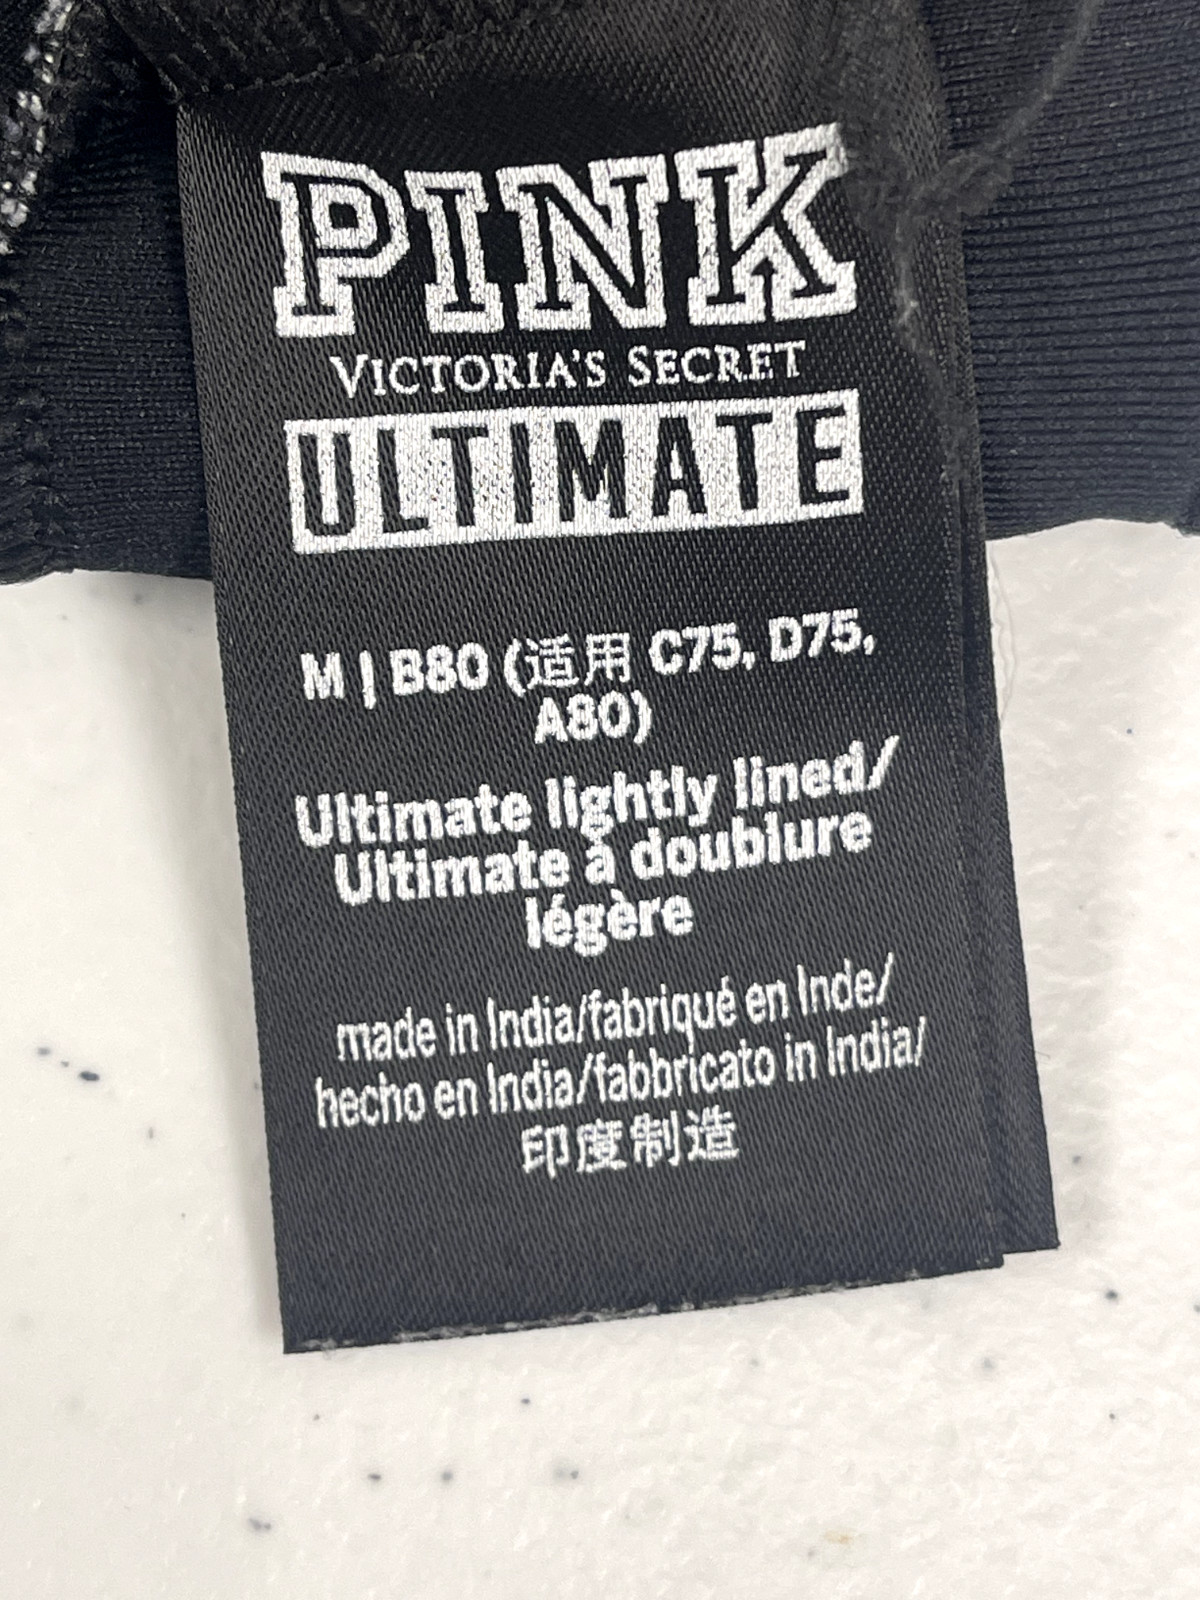 PINK
VICTORIA'S SECRET
ULTIMATE
M | B80 (适用 C75, D75,
A80)
Ultimate lightly lined/
Ultimate à doublure
légère
made in India/fabriqué en Inde/
hecho en India/fabbricato in India/
印度制造